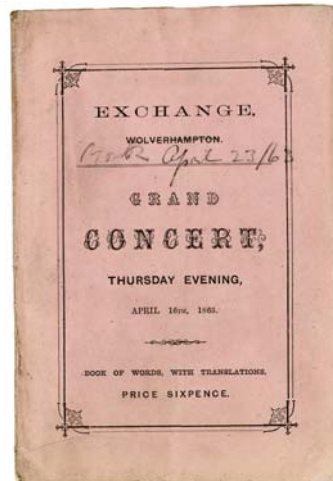 EXCHANGE,
WOLVERHAMPTON.
April 23/63
GRAND
CONCERT,
THURSDAY EVENING,
APRIL 16TH, 1863.
BOOK OF WORDS, WITH TRANSLATIONS,
PRICE SIXPENCE.